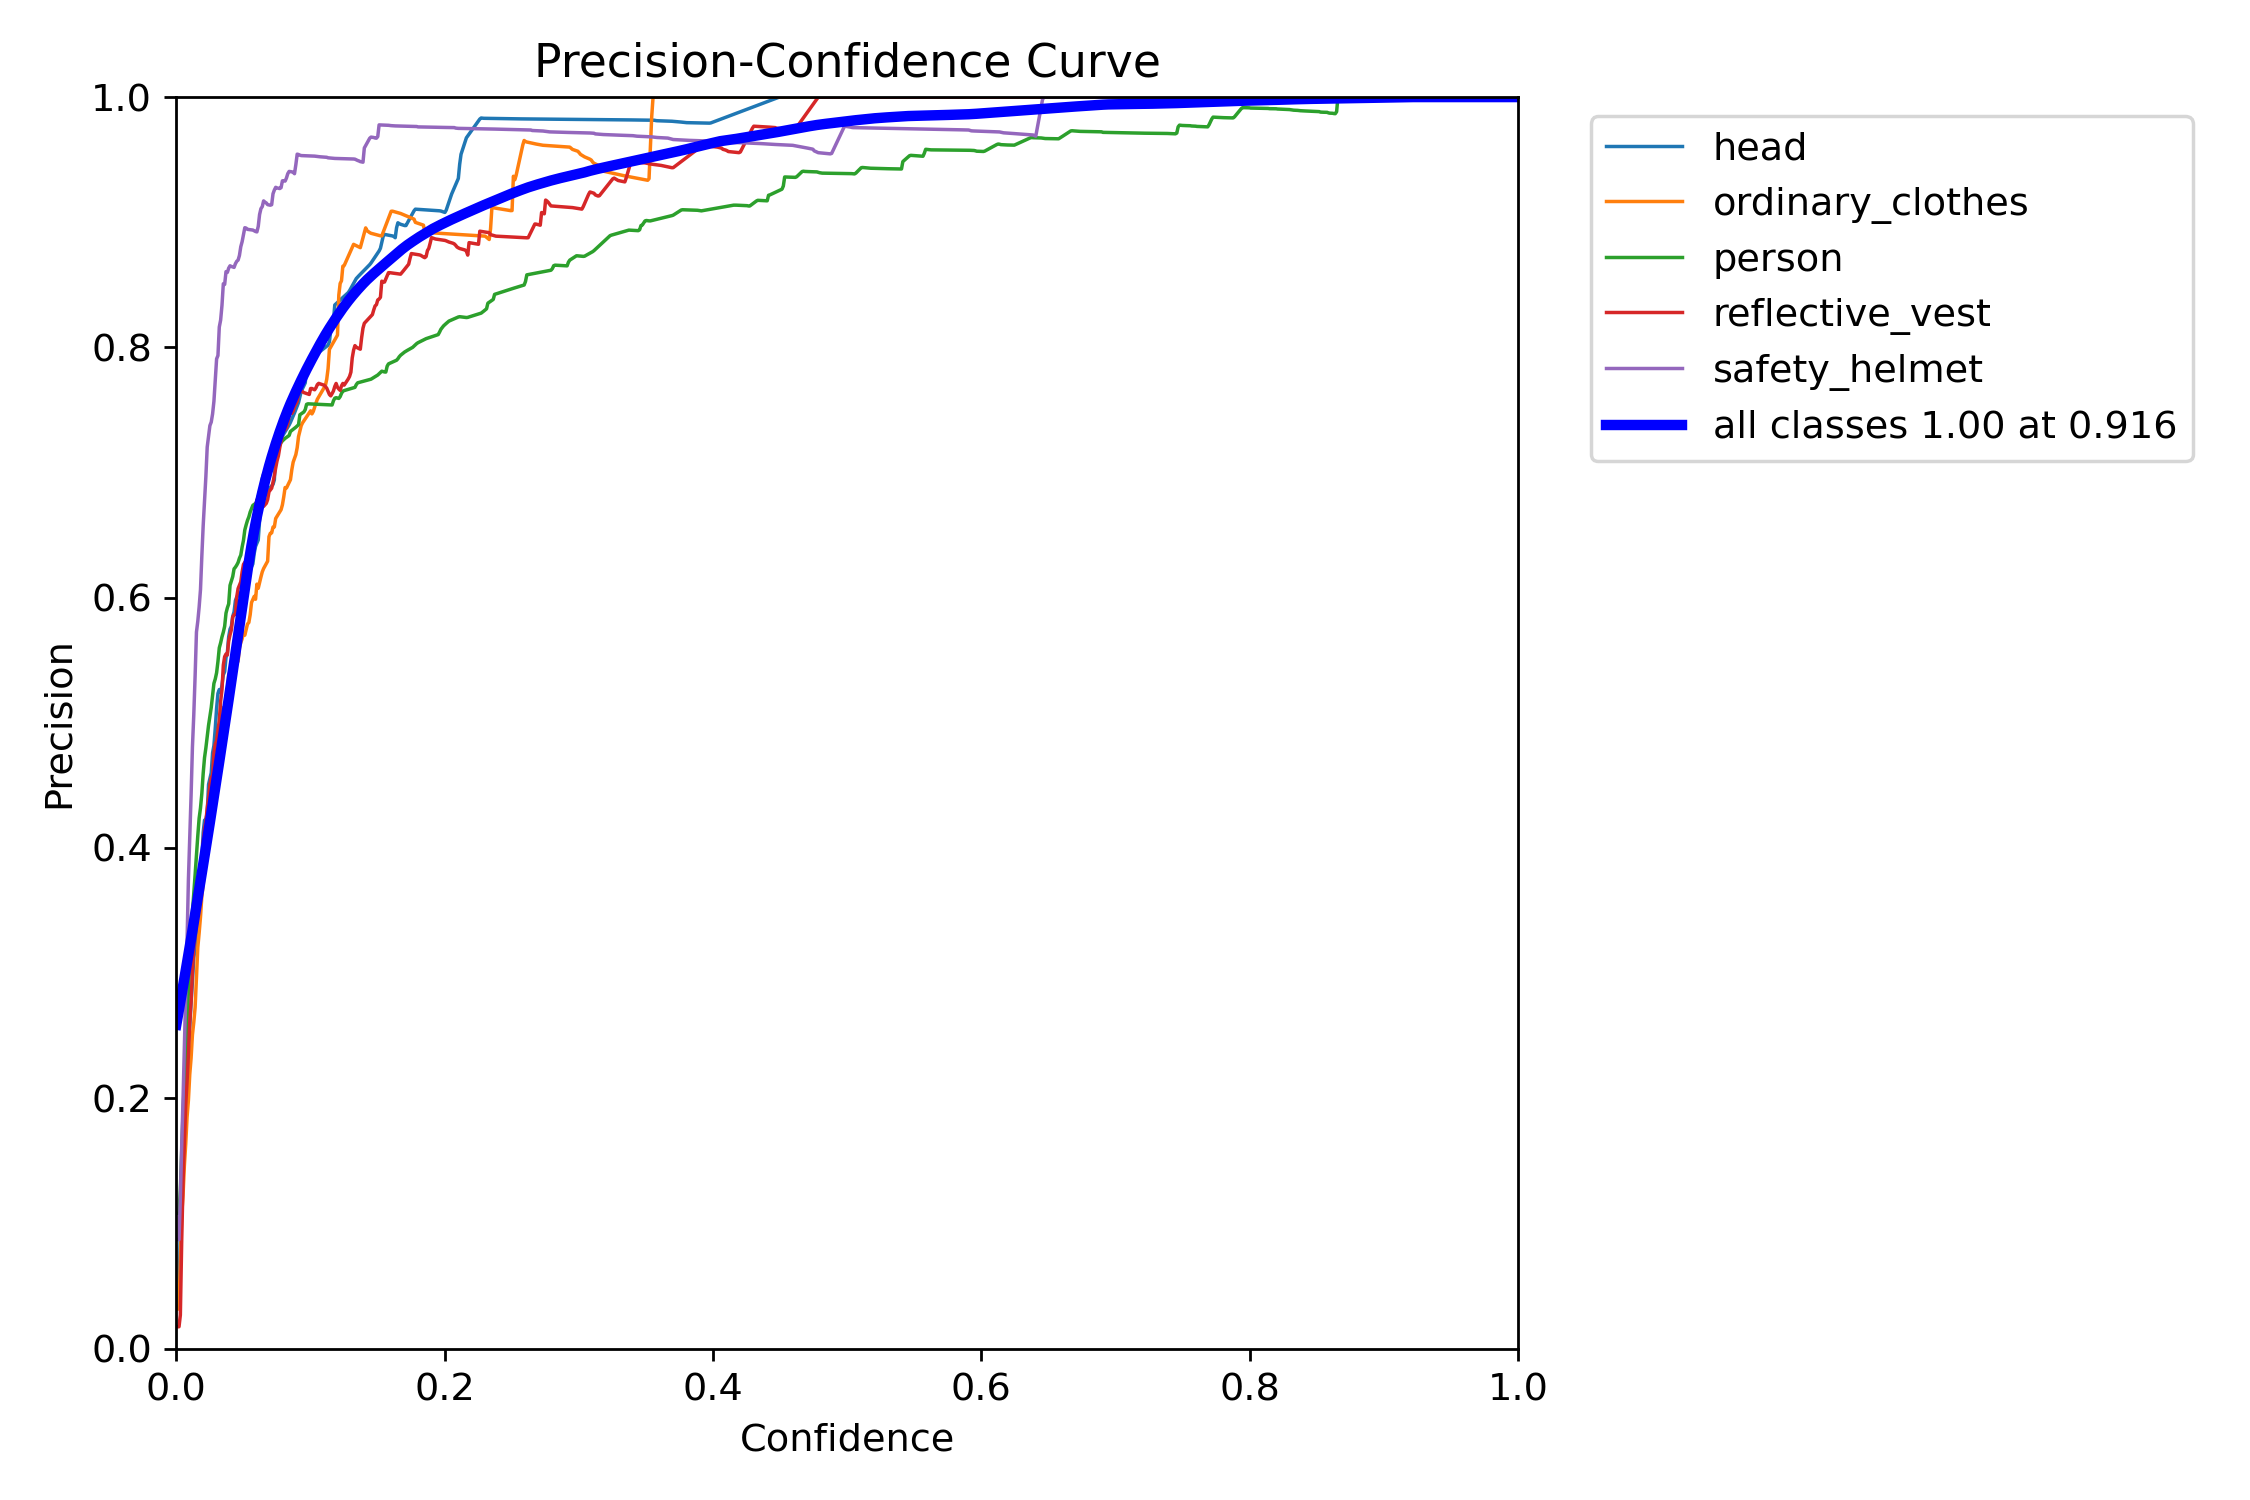 Precision-Confidence Curve
1.0
0.8
0.6
0.4
0.2
0.0
Precision
0.0 0.2 0.4 0.6 0.8 1.0
Confidence
head
ordinary_clothes
person
reflective_vest
safety_helmet
all classes 1.00 at 0.916